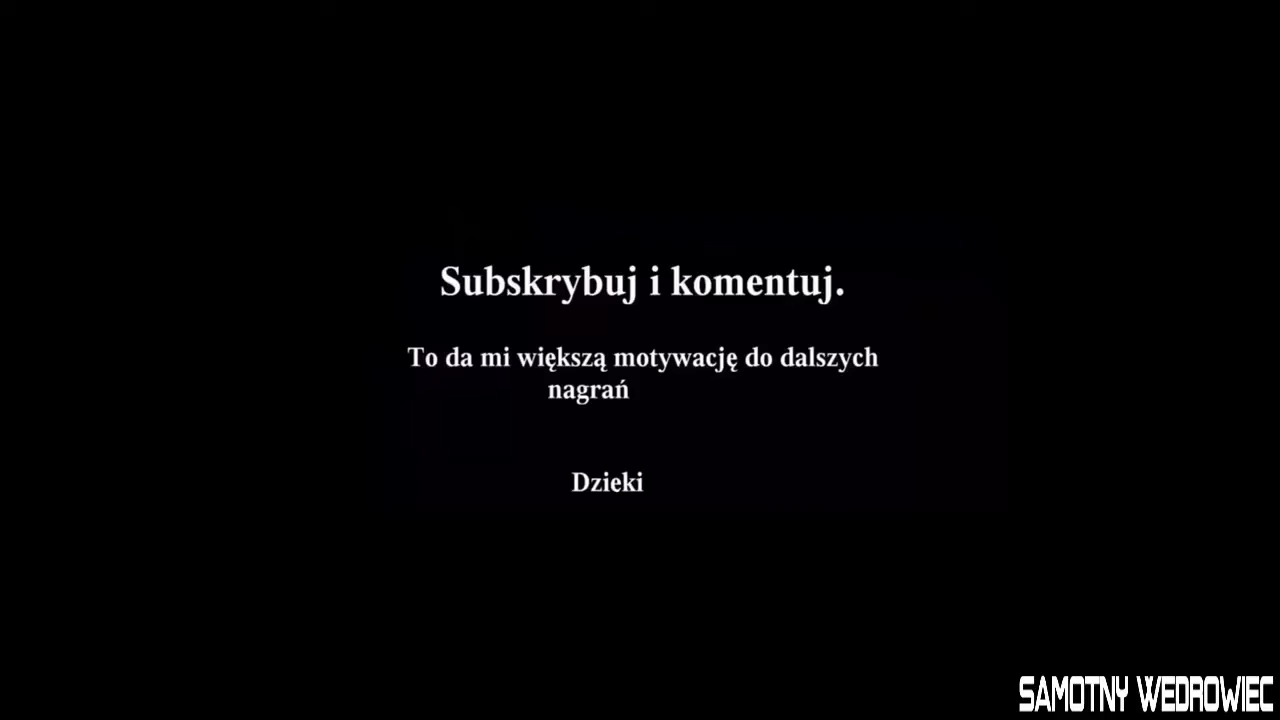 Subskrybuj i komentuj.
To da mi większą motywację do dalszych
nagrań
Dzieki
SAMOTNY WEDROWIEC